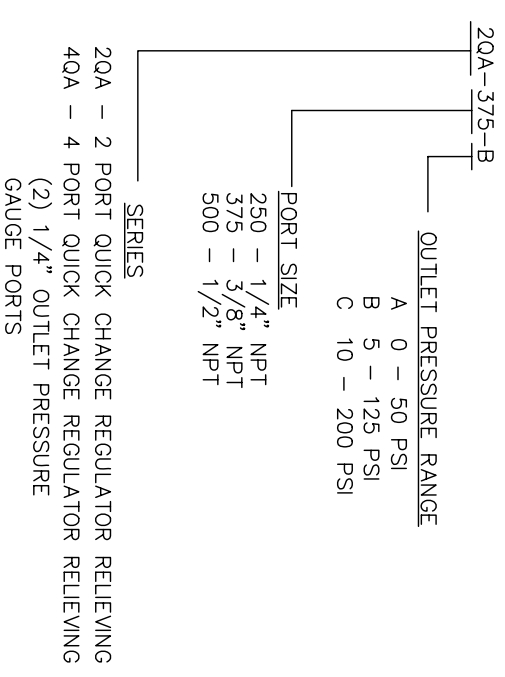 2QA-375-B
OUTLET PRESSURE RANGE
A 0 - 50 PSI
B 5 - 125 PSI
C 10 - 200 PSI
PORT SIZE
250 - 1/4" NPT
375 - 3/8" NPT
500 - 1/2" NPT
SERIES
2QA - 2 PORT QUICK CHANGE REGULATOR RELIEVING
4QA - 4 PORT QUICK CHANGE REGULATOR RELIEVING
(2) 1/4" OUTLET PRESSURE
GAUGE PORTS